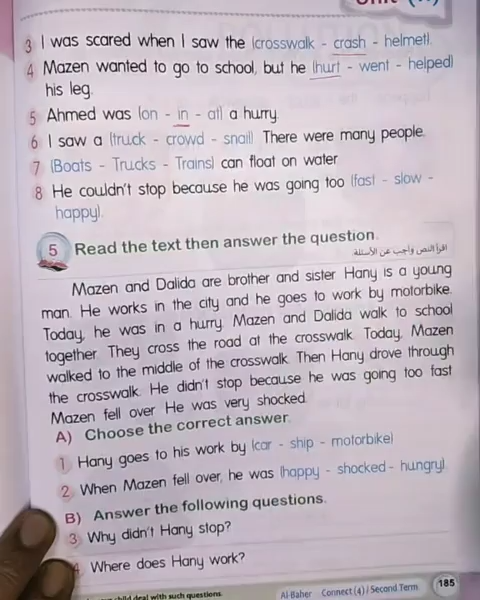 3 I was scared when I saw the (crosswalk - crash - helmet).
4 Mazen wanted to go to school, but he (hurt - went - helped)
his leg.
5 Ahmed was (on - in - at) a hurry.
6 I saw a (truck - crowd - snail) There were many people.
7 (Boats - Trucks - Trains) can float on water
8 He couldn't stop because he was going too (fast - slow -
happy).
5 Read the text then answer the question.
اقرأ النص وأجب عن الأسئلة.
Mazen and Dalida are brother and sister Hany is a young
man. He works in the city and he goes to work by motorbike.
Today, he was in a hurry. Mazen and Dalida walk to school
together. They cross the road at the crosswalk. Today, Mazen
walked to the middle of the crosswalk. Then Hany drove through
the crosswalk. He didn't stop because he was going too fast
Mazen fell over He was very shocked.
A) Choose the correct answer.
1 Hany goes to his work by (car - ship - motorbike)
2 When Mazen fell over, he was (happy - shocked - hungry).
B) Answer the following questions.
3 Why didn't Hany stop?
4 Where does Hany work?
child deal with such questions.
Al-Baher Connect (4) / Second Term
185